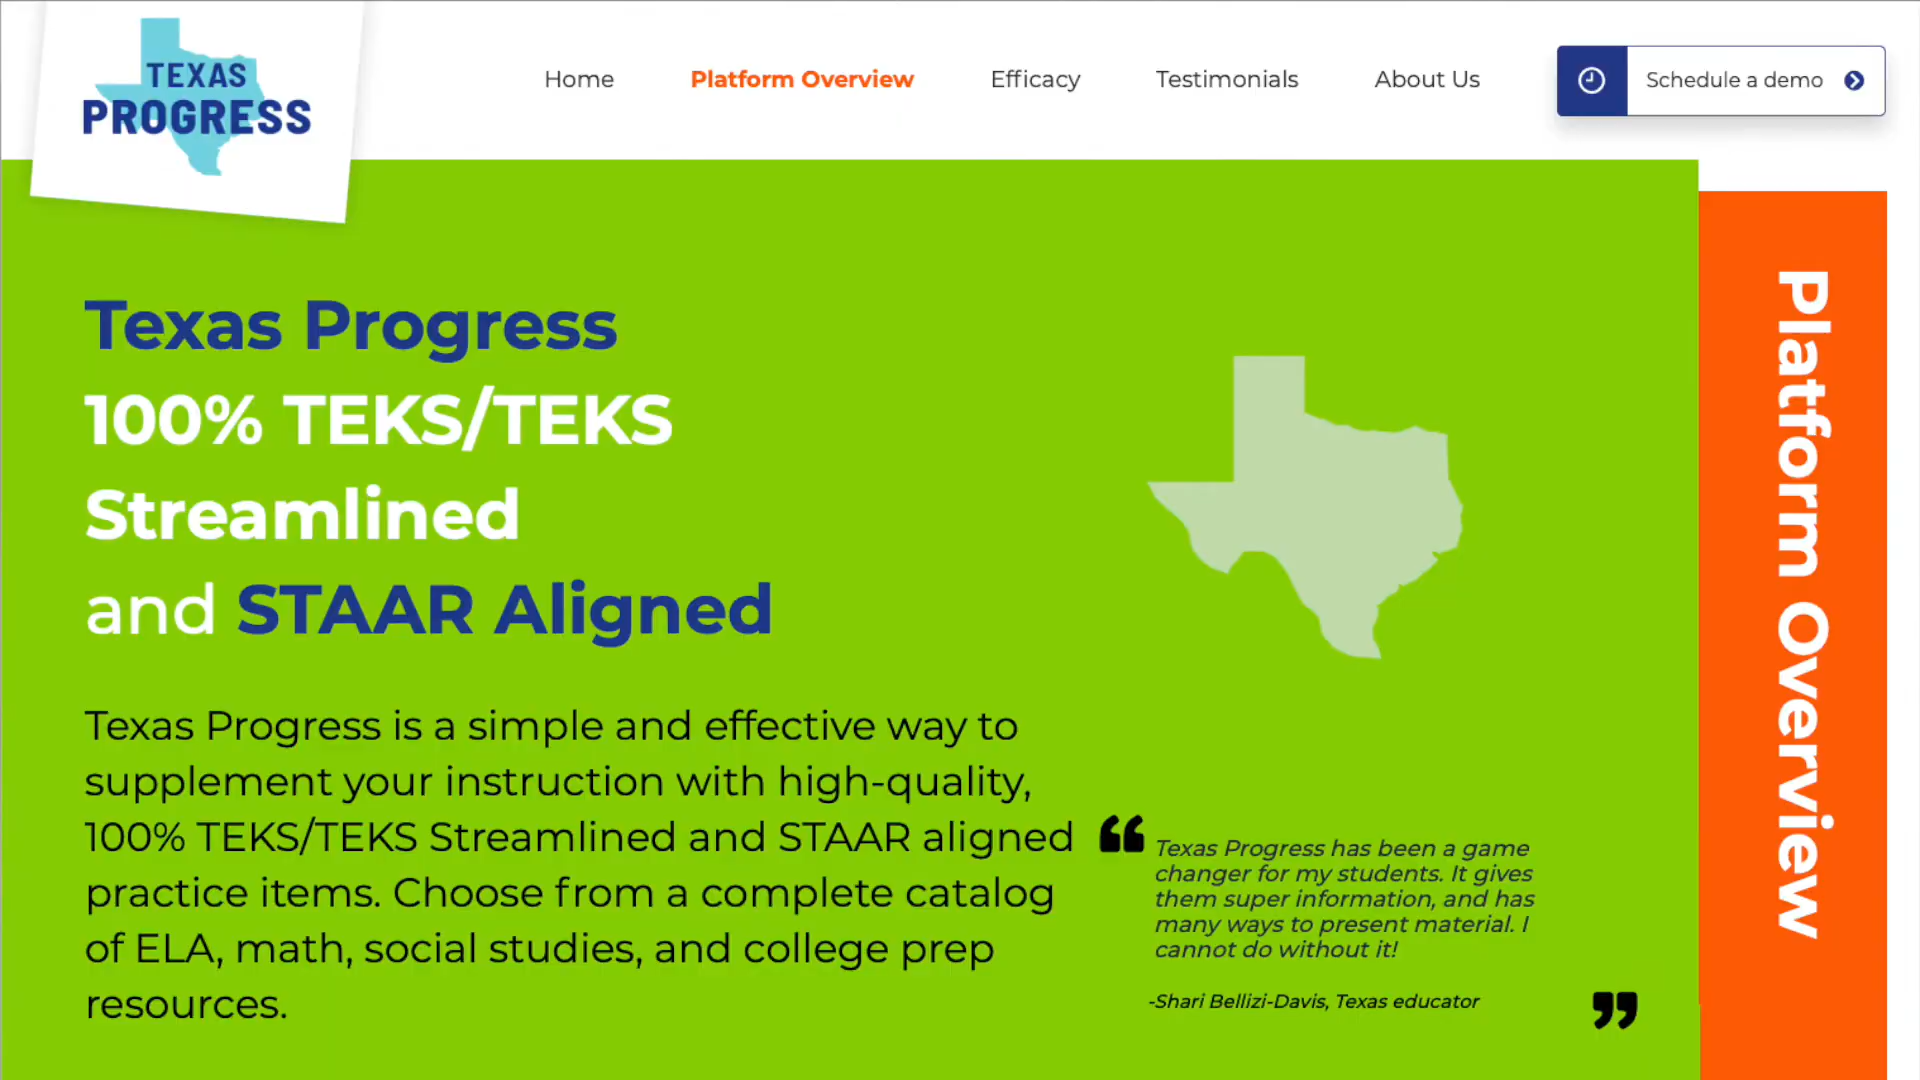 TEXAS
PROGRESS
Home
Platform Overview
Efficacy
Testimonials
About Us
Schedule a demo
Texas Progress
100% TEKS/TEKS
Streamlined
and STAAR Aligned
Texas Progress is a simple and effective way to
supplement your instruction with high-quality,
100% TEKS/TEKS Streamlined and STAAR aligned
practice items. Choose from a complete catalog
of ELA, math, social studies, and college prep
resources.
“
Texas Progress has been a game
changer for my students. It gives
them super information, and has
many ways to present material. I
cannot do without it!
-Shari Bellizi-Davis, Texas educator
”
Platform Overview